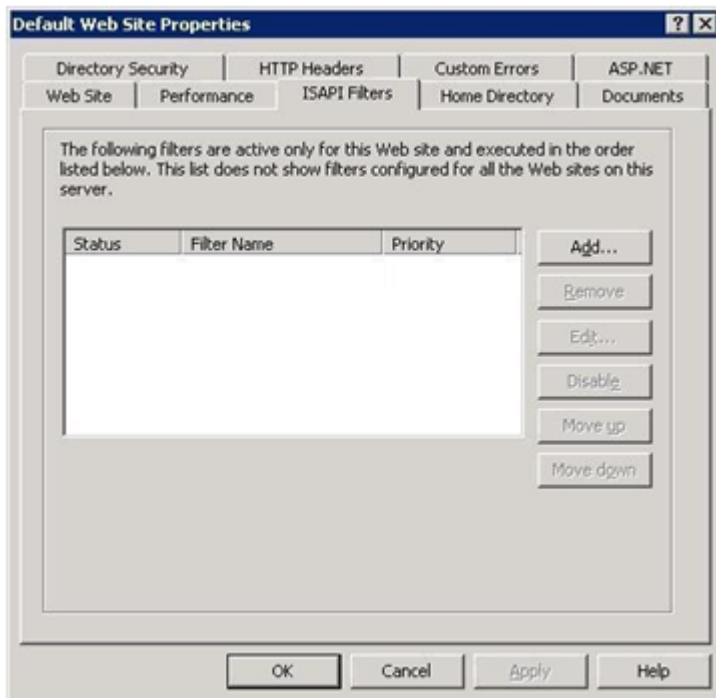 Default Web Site Properties
Directory Security HTTP Headers Custom Errors ASP.NET
Web Site Performance ISAPI Filters Home Directory Documents
The following filters are active only for this Web site and executed in the order
listed below. This list does not show filters configured for all the Web sites on this
server.
Status Filter Name Priority
Add...
Remove
Edit...
Disable
Move up
Move down
OK Cancel Apply Help